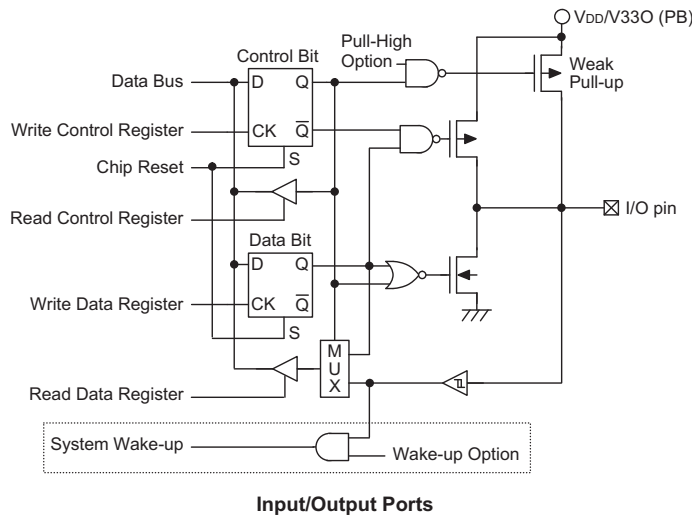 VDD/V33O (PB)
Control Bit
Pull-High
Option
Weak
Pull-up
Data Bus
D
Q
Write Control Register
CK
Q
S
Chip Reset
I/O pin
Read Control Register
Data Bit
D
Q
Write Data Register
CK
Q
S
M
U
X
Read Data Register
System Wake-up
Wake-up Option
Input/Output Ports